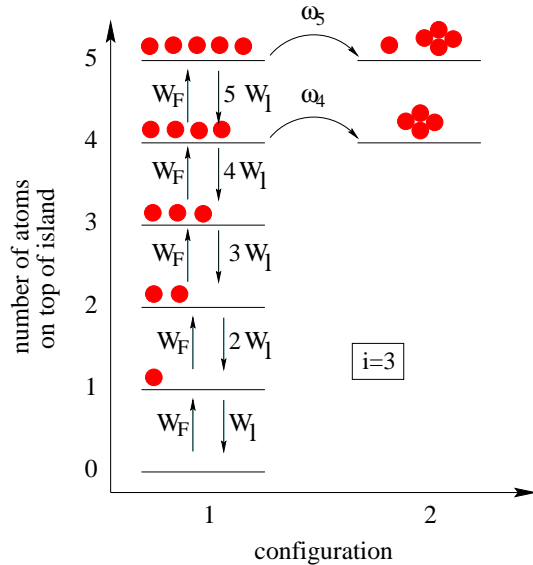 ω5
5
W_F 5 W_l
ω4
4
W_F 4 W_l
3
W_F 3 W_l
2
W_F 2 W_l
1
W_F W_l
0
number of atoms
on top of island
i=3
1 2
configuration